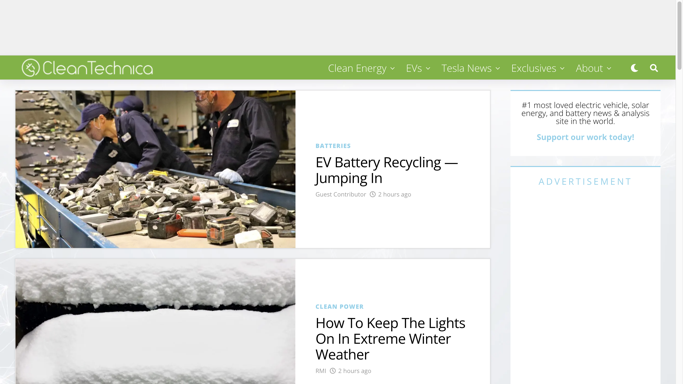 CleanTechnica
Clean Energy
EVs
Tesla News
Exclusives
About
BATTERIES
EV Battery Recycling —
Jumping In
Guest Contributor 2 hours ago
CLEAN POWER
How To Keep The Lights
On In Extreme Winter
Weather
RMI 2 hours ago
#1 most loved electric vehicle, solar
energy, and battery news & analysis
site in the world.
Support our work today!
ADVERTISEMENT